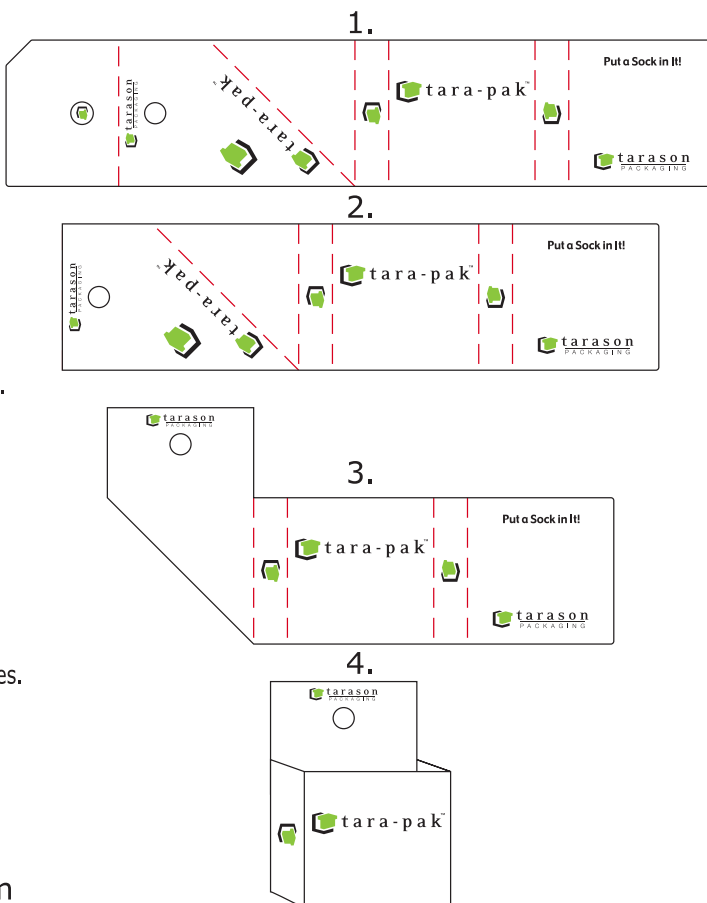 1.
Put a Sock in It!
tarason
PACKAGING
tara-pak™
tara-pak™
tarason
PACKAGING
2.
Put a Sock in It!
tarason
PACKAGING
tara-pak™
tara-pak™
tarason
PACKAGING
.
tarason
PACKAGING
3.
Put a Sock in It!
tara-pak™
tarason
PACKAGING
es.
4.
tarason
PACKAGING
tara-pak™
n